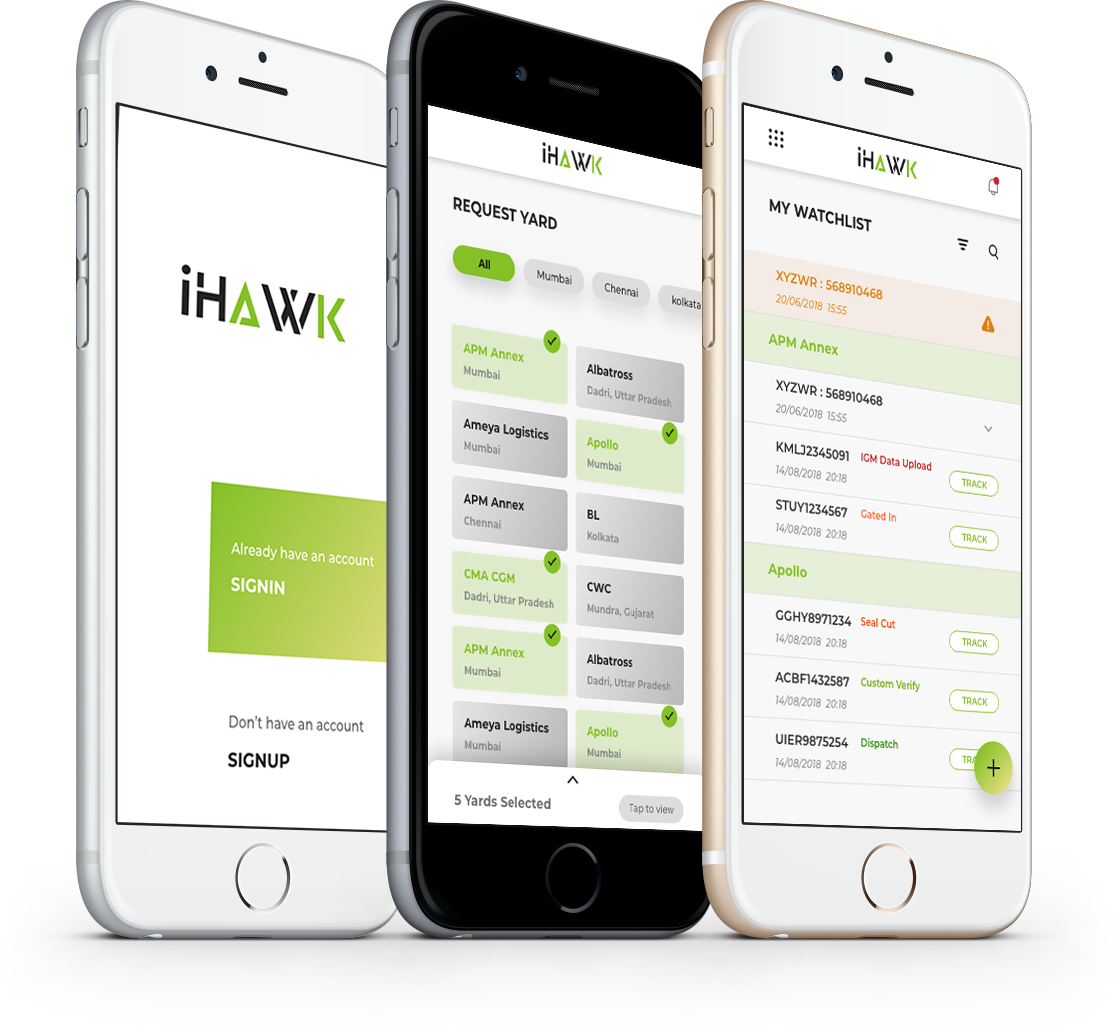 iHAWK
Already have an account
SIGNIN
Don't have an account
SIGNUP
iHAWK
REQUEST YARD
All
Mumbai
Chennai
kolkata
APM Annex
Mumbai
Albatross
Dadri, Uttar Pradesh
Ameya Logistics
Mumbai
Apollo
Mumbai
APM Annex
Chennai
BL
Kolkata
CMA CGM
Dadri, Uttar Pradesh
CWC
Mundra, Gujarat
APM Annex
Mumbai
Albatross
Dadri, Uttar Pradesh
Ameya Logistics
Mumbai
Apollo
Mumbai
5 Yards Selected
Tap to view
iHAWK
MY WATCHLIST
XYZWR : 568910468
20/06/2018 15:55
APM Annex
XYZWR : 568910468
20/06/2018 15:55
KMLJ2345091 IGM Data Upload
14/08/2018 20:18
TRACK
STUY1234567 Gated In
14/08/2018 20:18
TRACK
Apollo
GGHY8971234 Seal Cut
14/08/2018 20:18
TRACK
ACBF1432587 Custom Verify
14/08/2018 20:18
TRACK
UIER9875254 Dispatch
14/08/2018 20:18
TRA
+